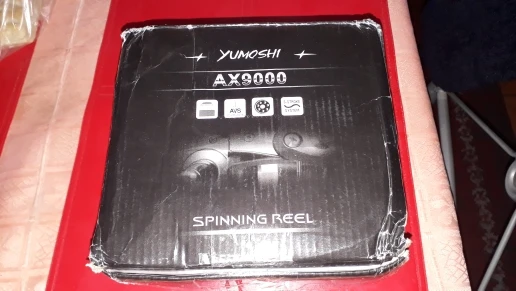 YUMOSHI
AX9000
AVS
SPINNING REEL